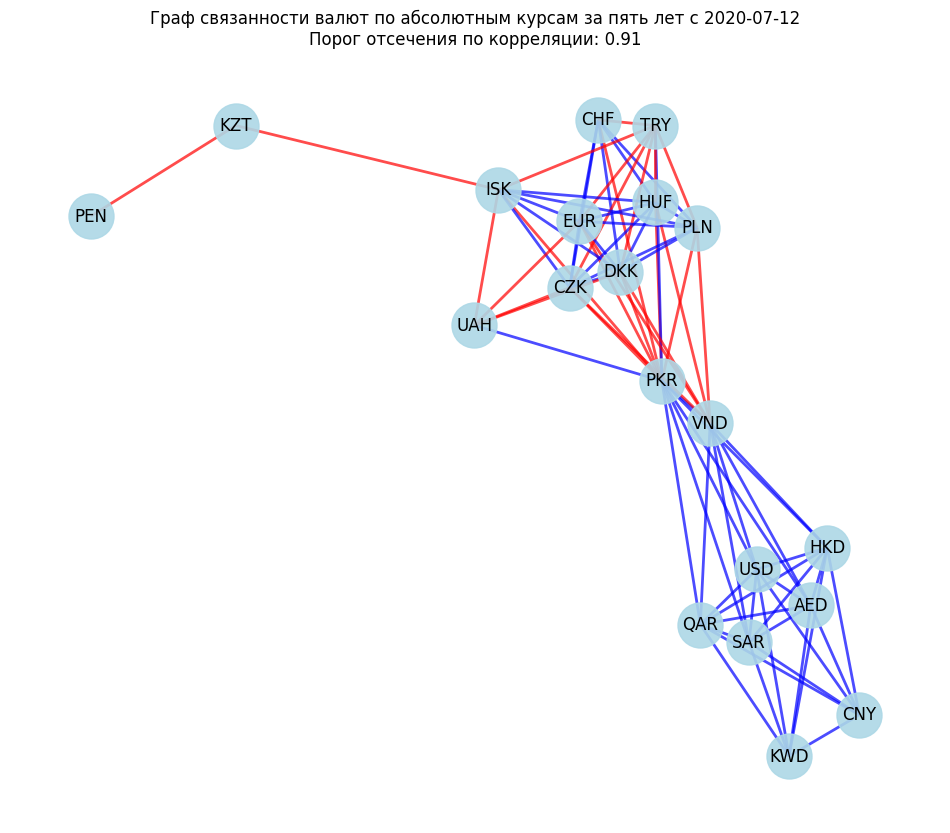 Граф связанности валют по абсолютным курсам за пять лет с 2020-07-12
Порог отсечения по корреляции: 0.91
CHF
TRY
KZT
ISK
HUF
PEN
EUR
PLN
DKK
CZK
UAH
PKR
VND
HKD
USD
AED
QAR
SAR
CNY
KWD